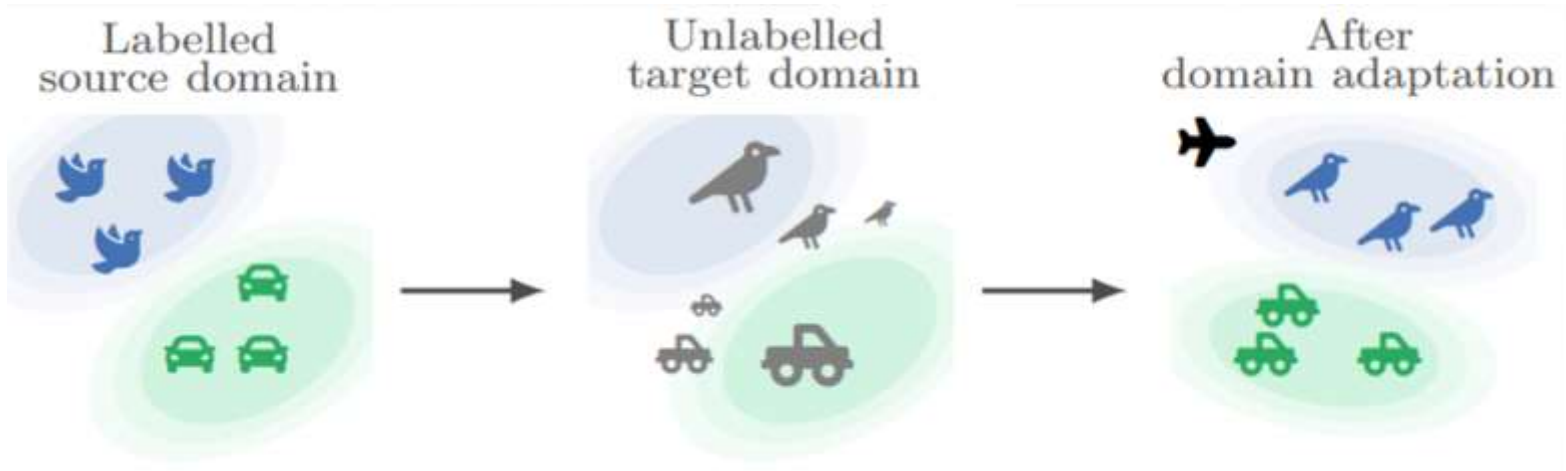 Labelled
source domain
Unlabelled
target domain
After
domain adaptation